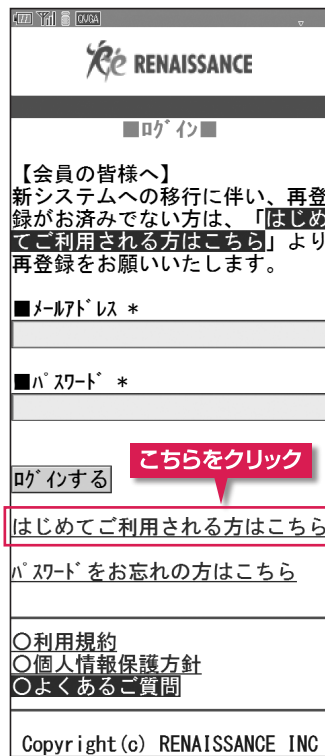 QVGA
Ré RENAISSANCE
■ﾛｸﾞｲﾝ■
【会員の皆様へ】
新システムへの移行に伴い、再登
録がお済みでない方は、「はじめ
てご利用される方はこちら」より
再登録をお願いいたします。
■ﾒｰﾙｱﾄﾞﾚｽ *
■ﾊﾟｽﾜｰﾄﾞ *
こちらをクリック
ﾛｸﾞｲﾝする
はじめてご利用される方はこちら
ﾊﾟｽﾜｰﾄﾞをお忘れの方はこちら
○利用規約
○個人情報保護方針
○よくあるご質問
Copyright(c) RENAISSANCE INC